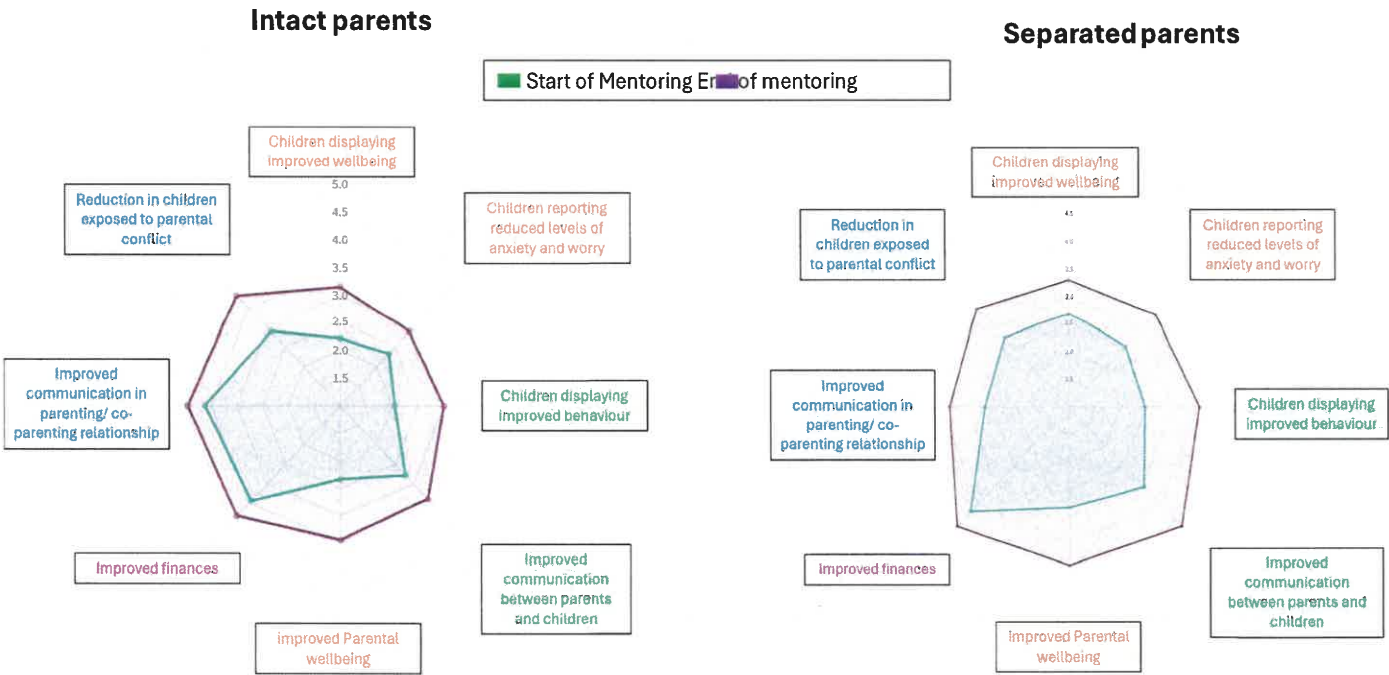 Intact parents
Separated parents
Start of Mentoring
of mentoring
Children displaying
improved wellbeing
5.0
4.5
4.0
3.5
3.0
2.5
2.0
1.5
Reduction in children
exposed to parental
conflict
Children reporting
reduced levels of
anxiety and worry
Improved
communication in
parenting/ co-
parenting relationship
Children displaying
improved behaviour
Improved finances
Improved
communication
between parents
and children
improved Parental
wellbeing
Children displaying
improved wellbeing
4.5
Reduction in
children exposed
to parental conflict
Children reporting
reduced levels of
anxiety and worry
Improved
communication in
parenting/ co-
parenting relationship
Children displaying
improved behaviour
Improved finances
Improved
communication
between parents and
children
Improved Parental
wellbeing